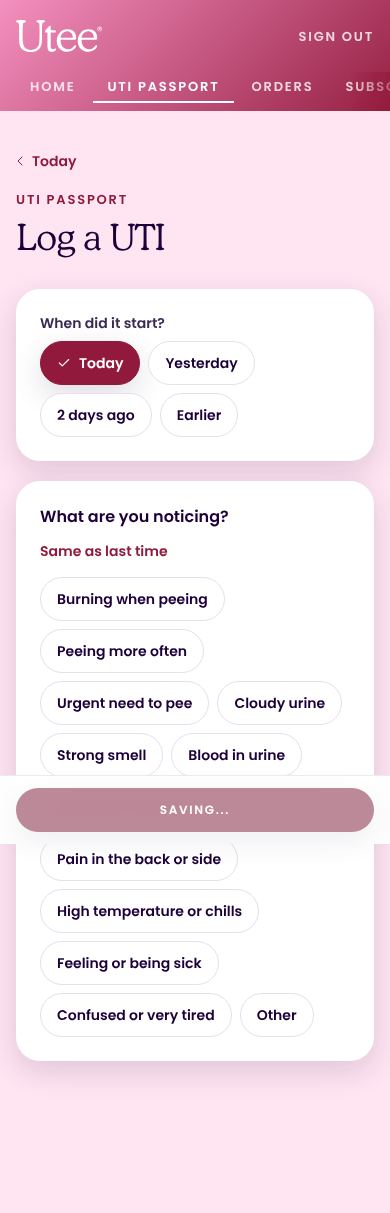 Utee®
SIGN OUT
HOME UTI PASSPORT ORDERS
Today
UTI PASSPORT
Log a UTI
When did it start?
Today Yesterday
2 days ago Earlier
What are you noticing?
Same as last time
Burning when peeing
Peeing more often
Urgent need to pee Cloudy urine
Strong smell Blood in urine
SAVING...
Pain in the back or side
High temperature or chills
Feeling or being sick
Confused or very tired Other